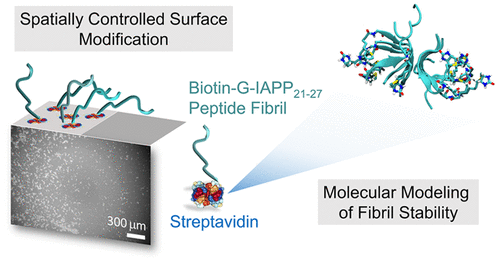 Spatially Controlled Surface
Modification
Biotin-G-IAPP21-27
Peptide Fibril
Streptavidin
300 μm
Molecular Modeling
of Fibril Stability